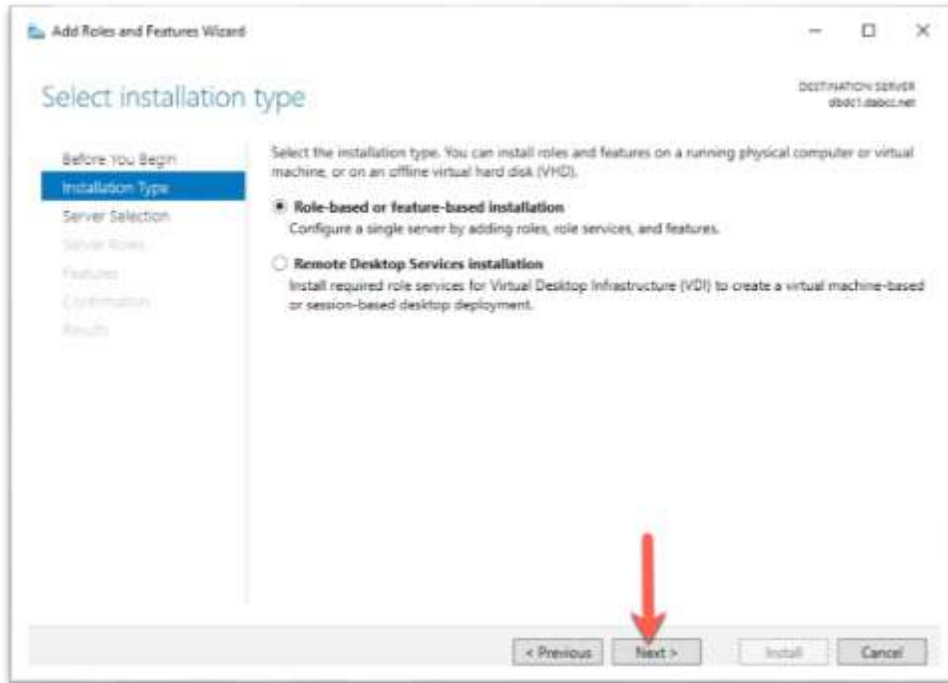 Add Roles and Features Wizard
Select installation type
DESTINATION SERVER
dbdc1.dabcc.net
Before You Begin
Installation Type
Server Selection
Server Roles
Features
Confirmation
Results
Select the installation type. You can install roles and features on a running physical computer or virtual
machine, or on an offline virtual hard disk (VHD).
Role-based or feature-based installation
Configure a single server by adding roles, role services, and features.
Remote Desktop Services installation
Install required role services for Virtual Desktop Infrastructure (VDI) to create a virtual machine-based
or session-based desktop deployment.
< Previous
Next >
Install
Cancel